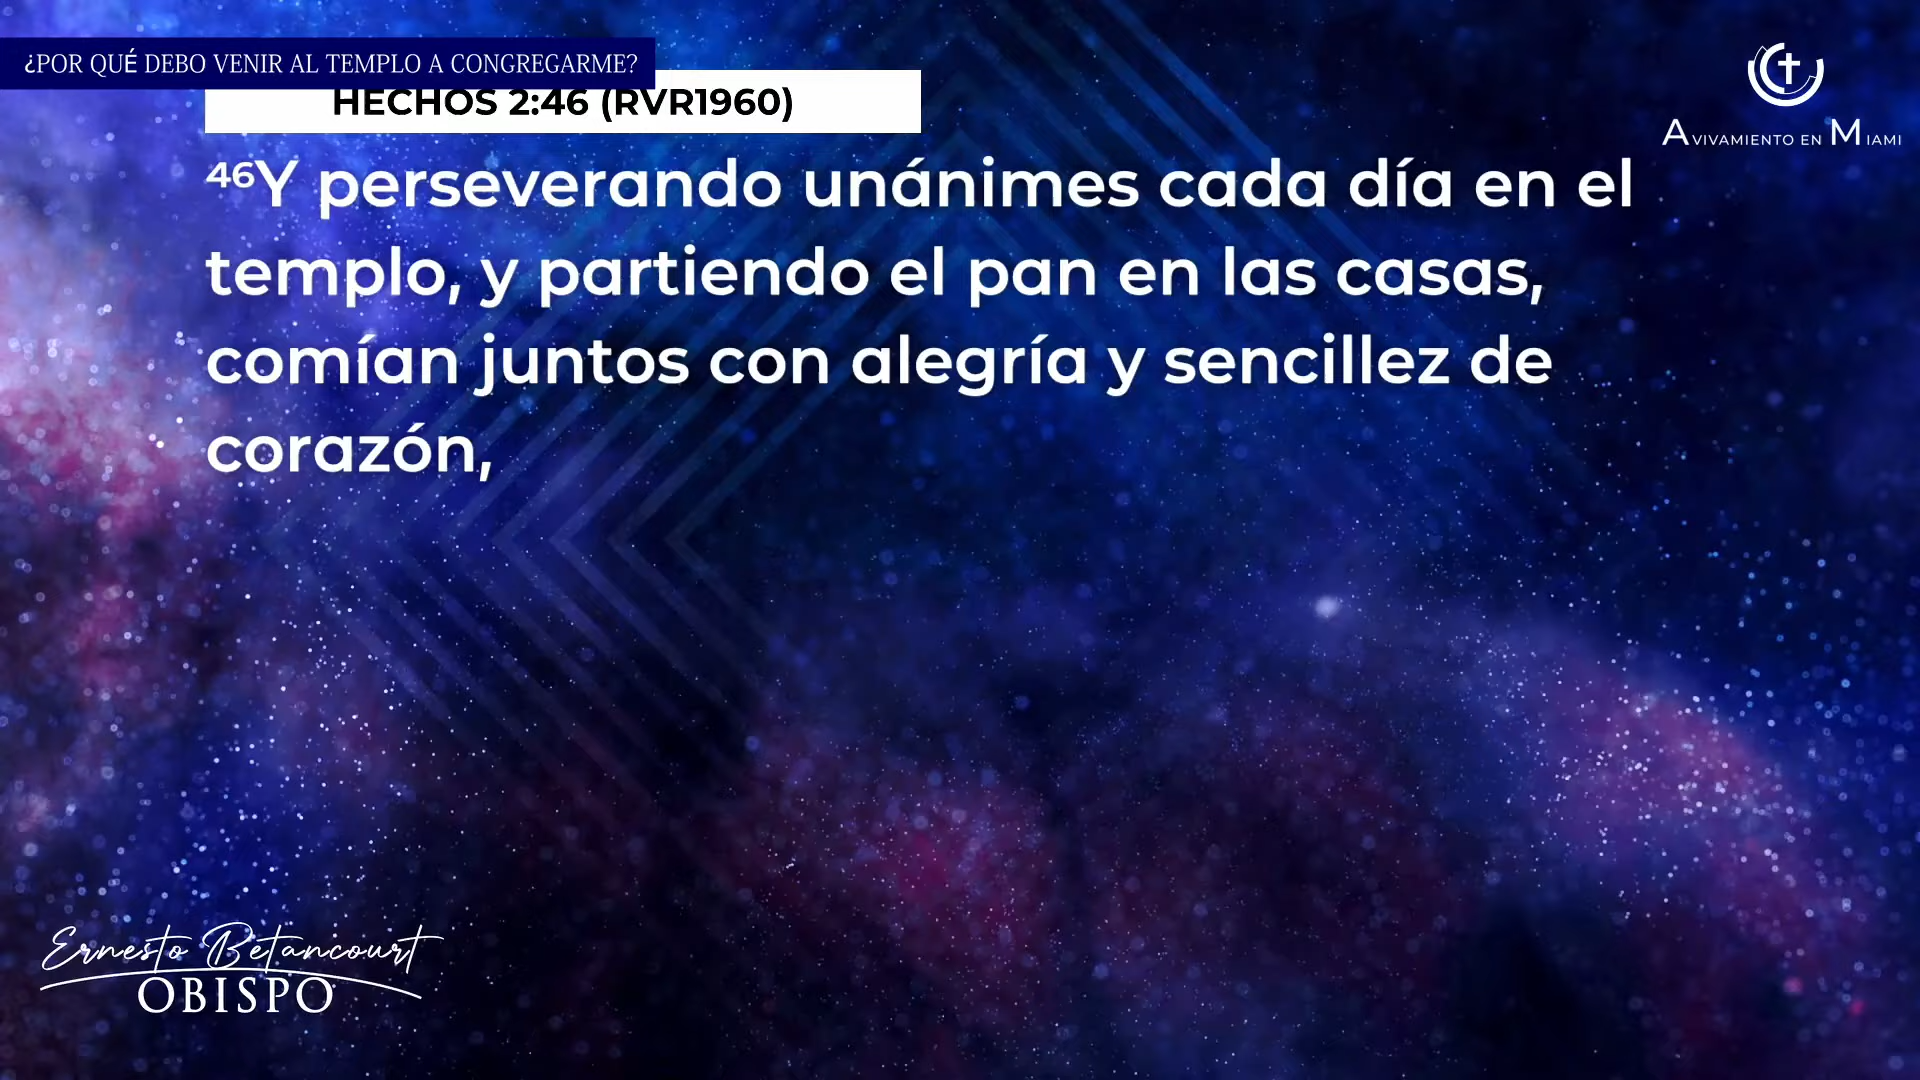 ¿POR QUÉ DEBO VENIR AL TEMPLO A CONGREGARME?
HECHOS 2:46 (RVR1960)
AVIVAMIENTO EN MIAMI
⁴⁶Y perseverando unánimes cada día en el
templo, y partiendo el pan en las casas,
comían juntos con alegría y sencillez de
corazón,
Ernesto Betancourt
OBISPO